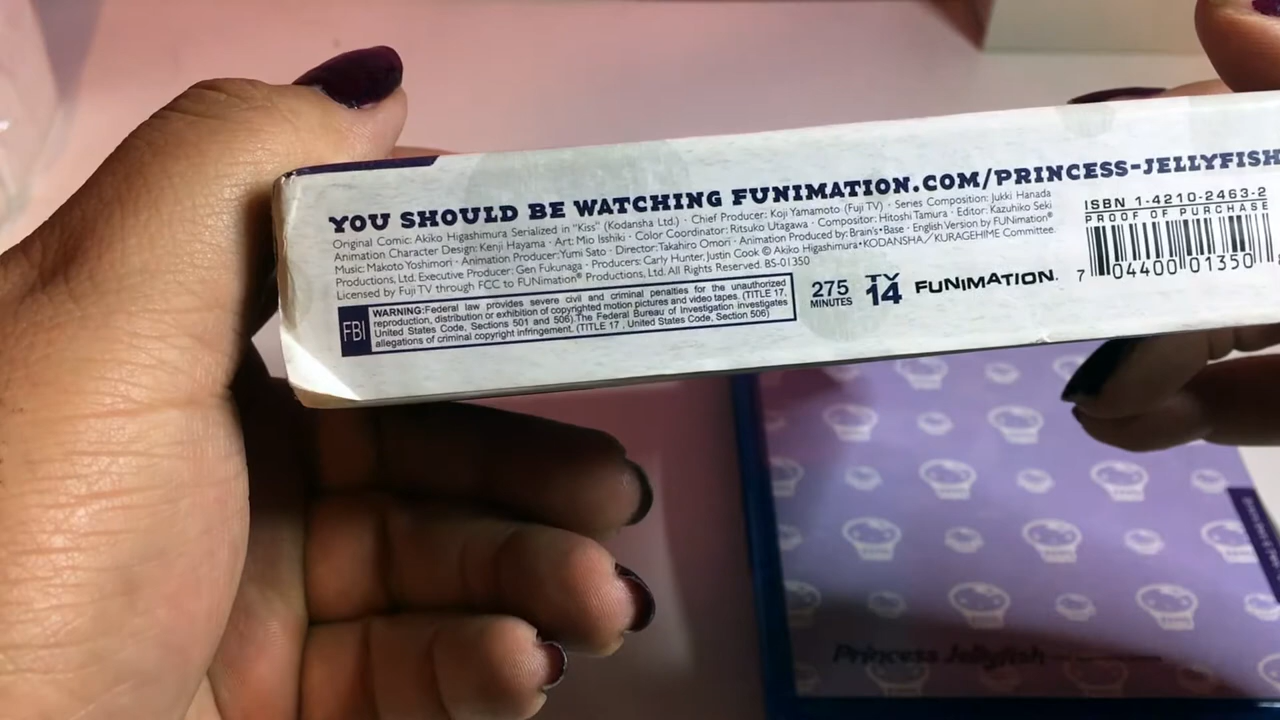 YOU SHOULD BE WATCHING FUNIMATION.COM/PRINCESS-JELLYFISH
Original Comic: Akiko Higashimura Serialized in "Kiss" (Kodansha Ltd.) · Chief Producer: Koji Yamamoto (Fuji TV) · Series Composition: Jukki Hanada
Animation Character Design: Kenji Hayama · Art: Mio Isshiki · Color Coordinator: Ritsuko Utagawa · Compositor: Hitoshi Tamura · Editor: Kazuhiko Seki
Music: Makoto Yoshimori · Animation Producer: Yumi Sato · Director: Takahiro Omori · Animation Produced by: Brain's • Base · English Version by FUNimation®
Productions, Ltd. Executive Producer: Gen Fukunaga · Producers: Carly Hunter, Justin Cook © Akiko Higashimura • KODANSHA / KURAGEHIME Committee.
Licensed by Fuji TV through FCC to FUNimation® Productions, Ltd. All Rights Reserved. BS-01350
FBI
WARNING: Federal law provides severe civil and criminal penalties for the unauthorized
reproduction, distribution or exhibition of copyrighted motion pictures and video tapes. (TITLE 17,
United States Code, Sections 501 and 506). The Federal Bureau of Investigation investigates
allegations of criminal copyright infringement. (TITLE 17 , United States Code, Section 506)
275
MINUTES
TV
14
FUNIMATION.
ISBN 1-4210-2463-2
PROOF OF PURCHASE
7 04400 01350
Princess Jellyfish